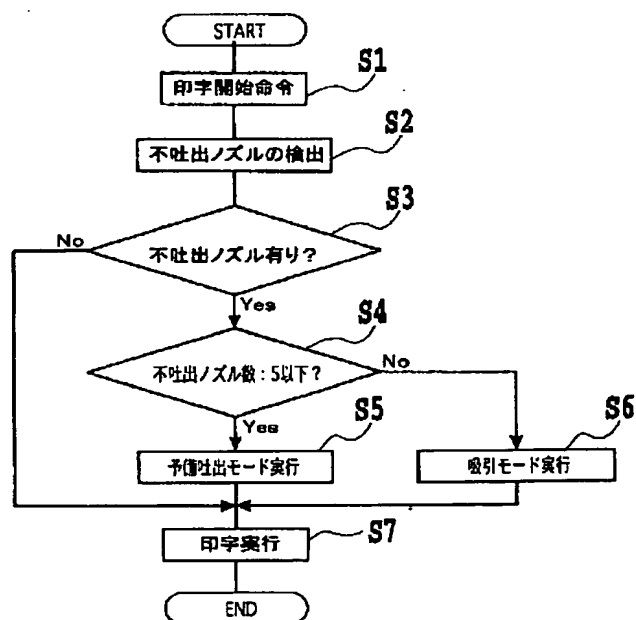 START
S1
印字開始命令
S2
不吐出ノズルの検出
S3
No
不吐出ノズル有り?
Yes
S4
不吐出ノズル数:5以下?
No
Yes
S5
予備吐出モード実行
S6
吸引モード実行
S7
印字実行
END